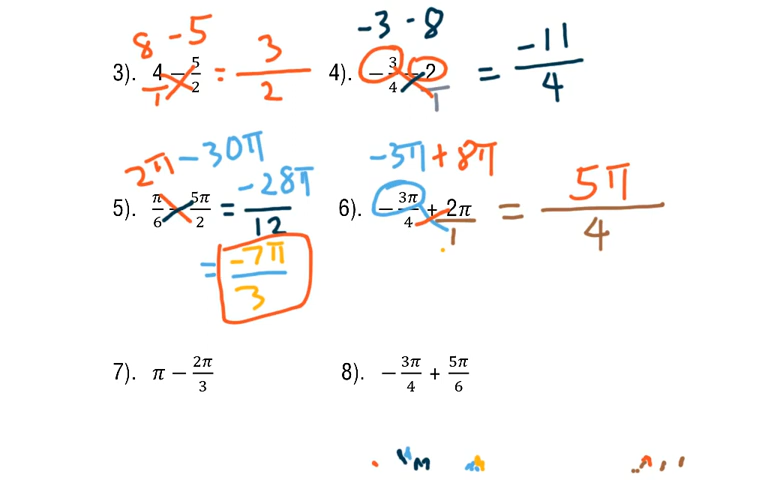 8 - 5
3). 4 - 5/2 = 3/2
1
-3 - 8
4). - 3/4 - 2 = -11/4
1
2π - 30π
5). π/6 - 5π/2 = -28π/12
= -7π/3
-3π + 8π
6). - 3π/4 + 2π = 5π/4
1
7). π - 2π/3
8). - 3π/4 + 5π/6